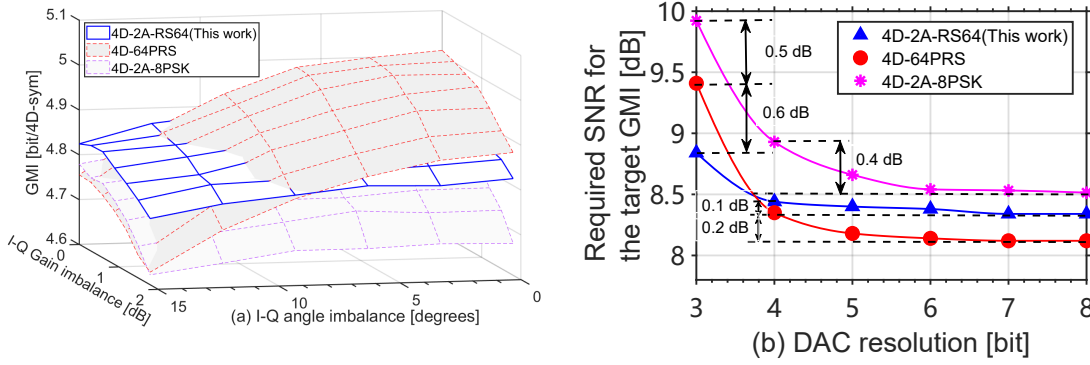 5.1
5
4.9
4.8
4.7
4.6
GMI [bit/4D-sym]
4D-2A-RS64(This work)
4D-64PRS
4D-2A-8PSK
0
1
2
I-Q Gain imbalance [dB]
15
10
5
0
(a) I-Q angle imbalance [degrees]
10
9.5
9
8.5
8
Required SNR for
the target GMI [dB]
4D-2A-RS64(This work)
4D-64PRS
4D-2A-8PSK
0.5 dB
0.6 dB
0.4 dB
0.1 dB
0.2 dB
3
4
5
6
7
8
(b) DAC resolution [bit]